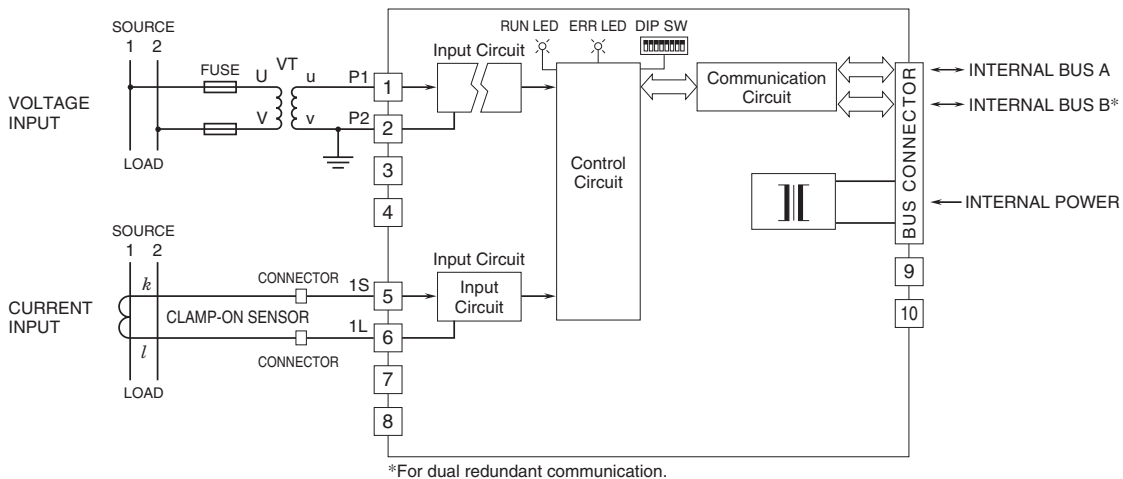 RUN LED ERR LED DIP SW
SOURCE
1 2
VOLTAGE
INPUT
FUSE
U VT u P1
V v P2
LOAD
1
2
3
4
Input Circuit
Control
Circuit
Communication
Circuit
BUS CONNECTOR
INTERNAL BUS A
INTERNAL BUS B*
INTERNAL POWER
9
10
SOURCE
1 2
CURRENT
INPUT
k
l
CLAMP-ON SENSOR
CONNECTOR
CONNECTOR
1S
1L
LOAD
5
6
7
8
Input Circuit
Input
Circuit
*For dual redundant communication.